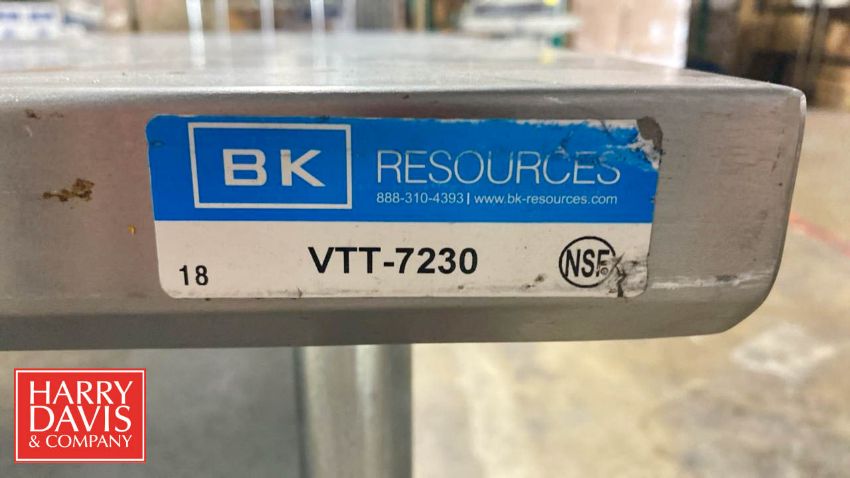 BK RESOURCES
888-310-4393 | www.bk-resources.com
18 VTT-7230 NSF
HARRY
DAVIS
& COMPANY